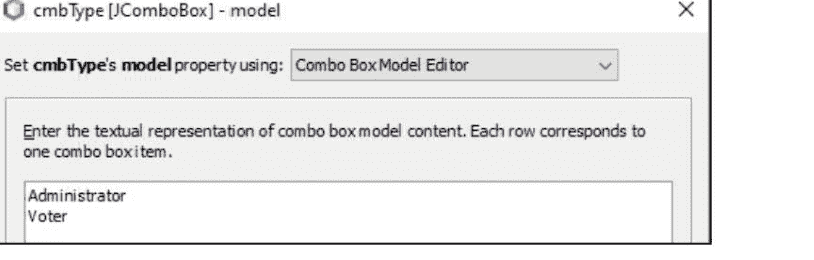 cmbType [JComboBox] - model
Set cmbType's model property using: Combo Box Model Editor
Enter the textual representation of combo box model content. Each row corresponds to
one combo box item.
Administrator
Voter